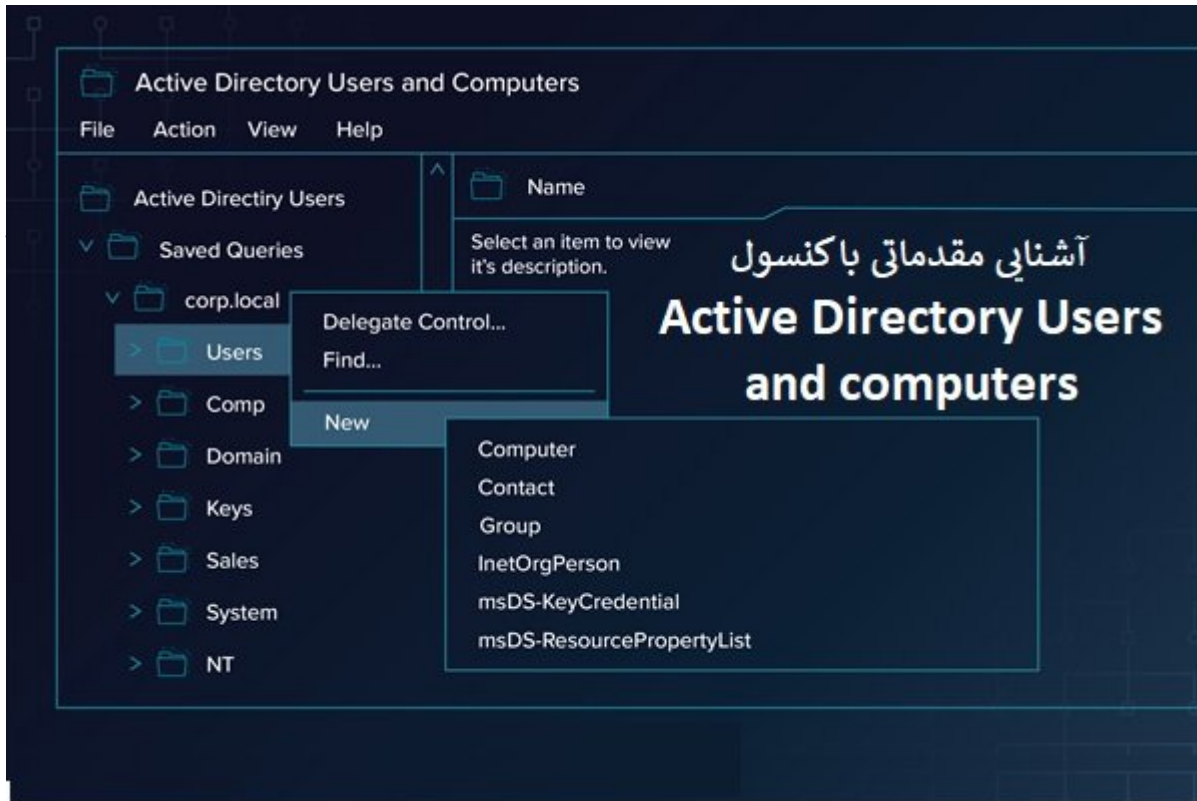 Active Directory Users and Computers
File Action View Help
Active Directiry Users
Name
Saved Queries
Select an item to view
it's description.
آشنایی مقدماتی با کنسول
Active Directory Users
and computers
corp.local
Users
Comp
Domain
Keys
Sales
System
NT
Delegate Control...
Find...
New
Computer
Contact
Group
InetOrgPerson
msDS-KeyCredential
msDS-ResourcePropertyList